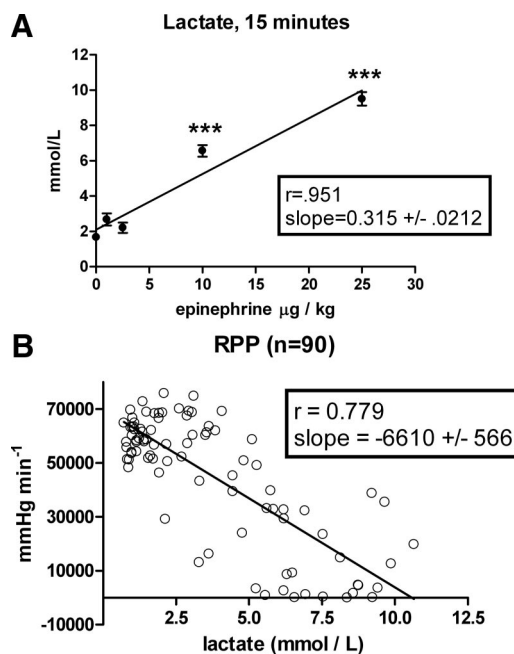 A
Lactate, 15 minutes
***
***
mmol/L
12
10
8
6
4
2
0
r=.951
slope=0.315 +/- .0212
0 5 10 15 20 25 30
epinephrine µg / kg
B
RPP (n=90)
r = 0.779
slope = -6610 +/- 566
mmHg min-1
70000
50000
30000
10000
-10000
2.5 5.0 7.5 10.0 12.5
lactate (mmol / L)